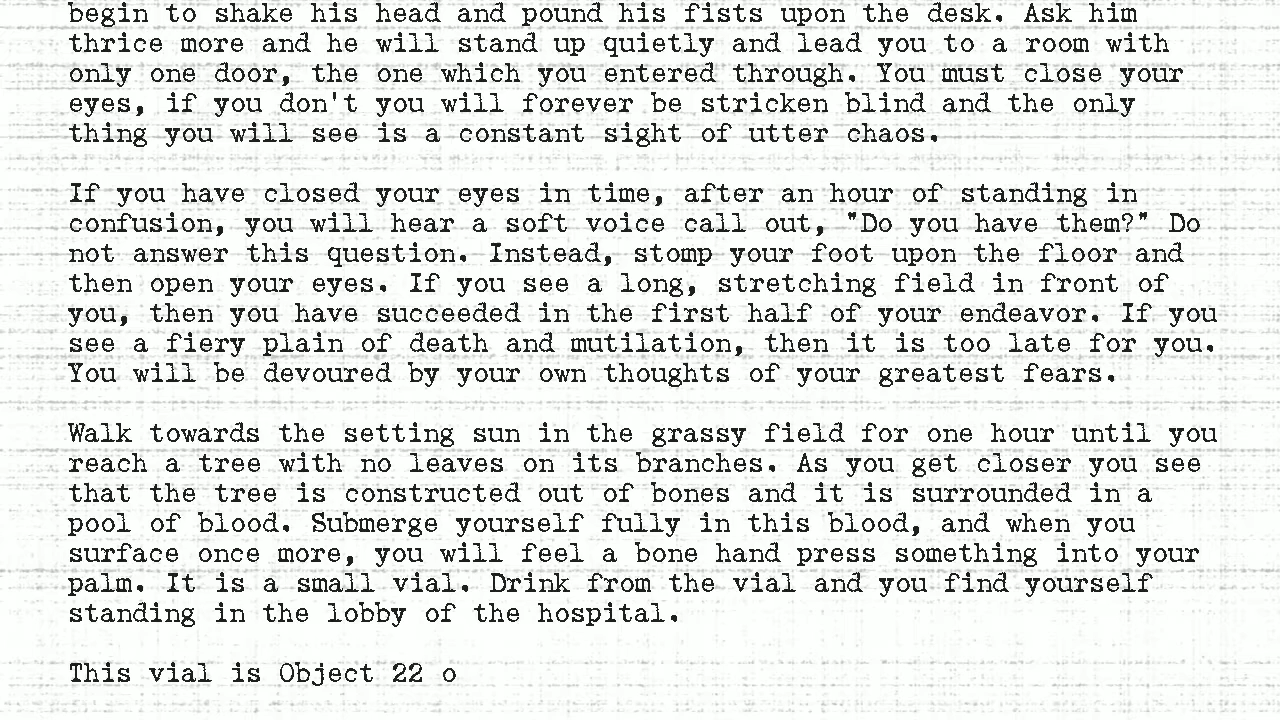 begin to shake his head and pound his fists upon the desk. Ask him
thrice more and he will stand up quietly and lead you to a room with
only one door, the one which you entered through. You must close your
eyes, if you don't you will forever be stricken blind and the only
thing you will see is a constant sight of utter chaos.
If you have closed your eyes in time, after an hour of standing in
confusion, you will hear a soft voice call out, "Do you have them?" Do
not answer this question. Instead, stomp your foot upon the floor and
then open your eyes. If you see a long, stretching field in front of
you, then you have succeeded in the first half of your endeavor. If you
see a fiery plain of death and mutilation, then it is too late for you.
You will be devoured by your own thoughts of your greatest fears.
Walk towards the setting sun in the grassy field for one hour until you
reach a tree with no leaves on its branches. As you get closer you see
that the tree is constructed out of bones and it is surrounded in a
pool of blood. Submerge yourself fully in this blood, and when you
surface once more, you will feel a bone hand press something into your
palm. It is a small vial. Drink from the vial and you find yourself
standing in the lobby of the hospital.
This vial is Object 22 o